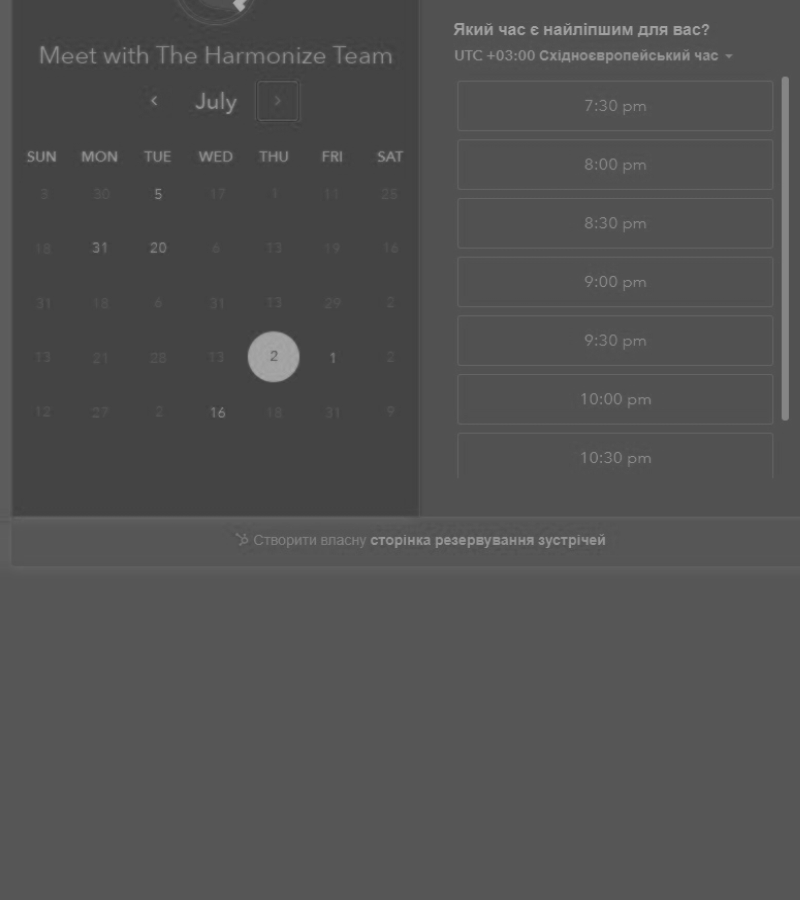 Meet with The Harmonize Team
July
SUN MON TUE WED THU FRI SAT
3 30 5 17 1 11 25
18 31 20 6 13 19 16
31 18 6 31 13 29 2
13 21 28 13 2 1 2
12 27 2 16 18 31 9
Який час є найліпшим для вас?
UTC +03:00 Східноєвропейський час
7:30 pm
8:00 pm
8:30 pm
9:00 pm
9:30 pm
10:00 pm
10:30 pm
Створити власну сторінка резервування зустрічей